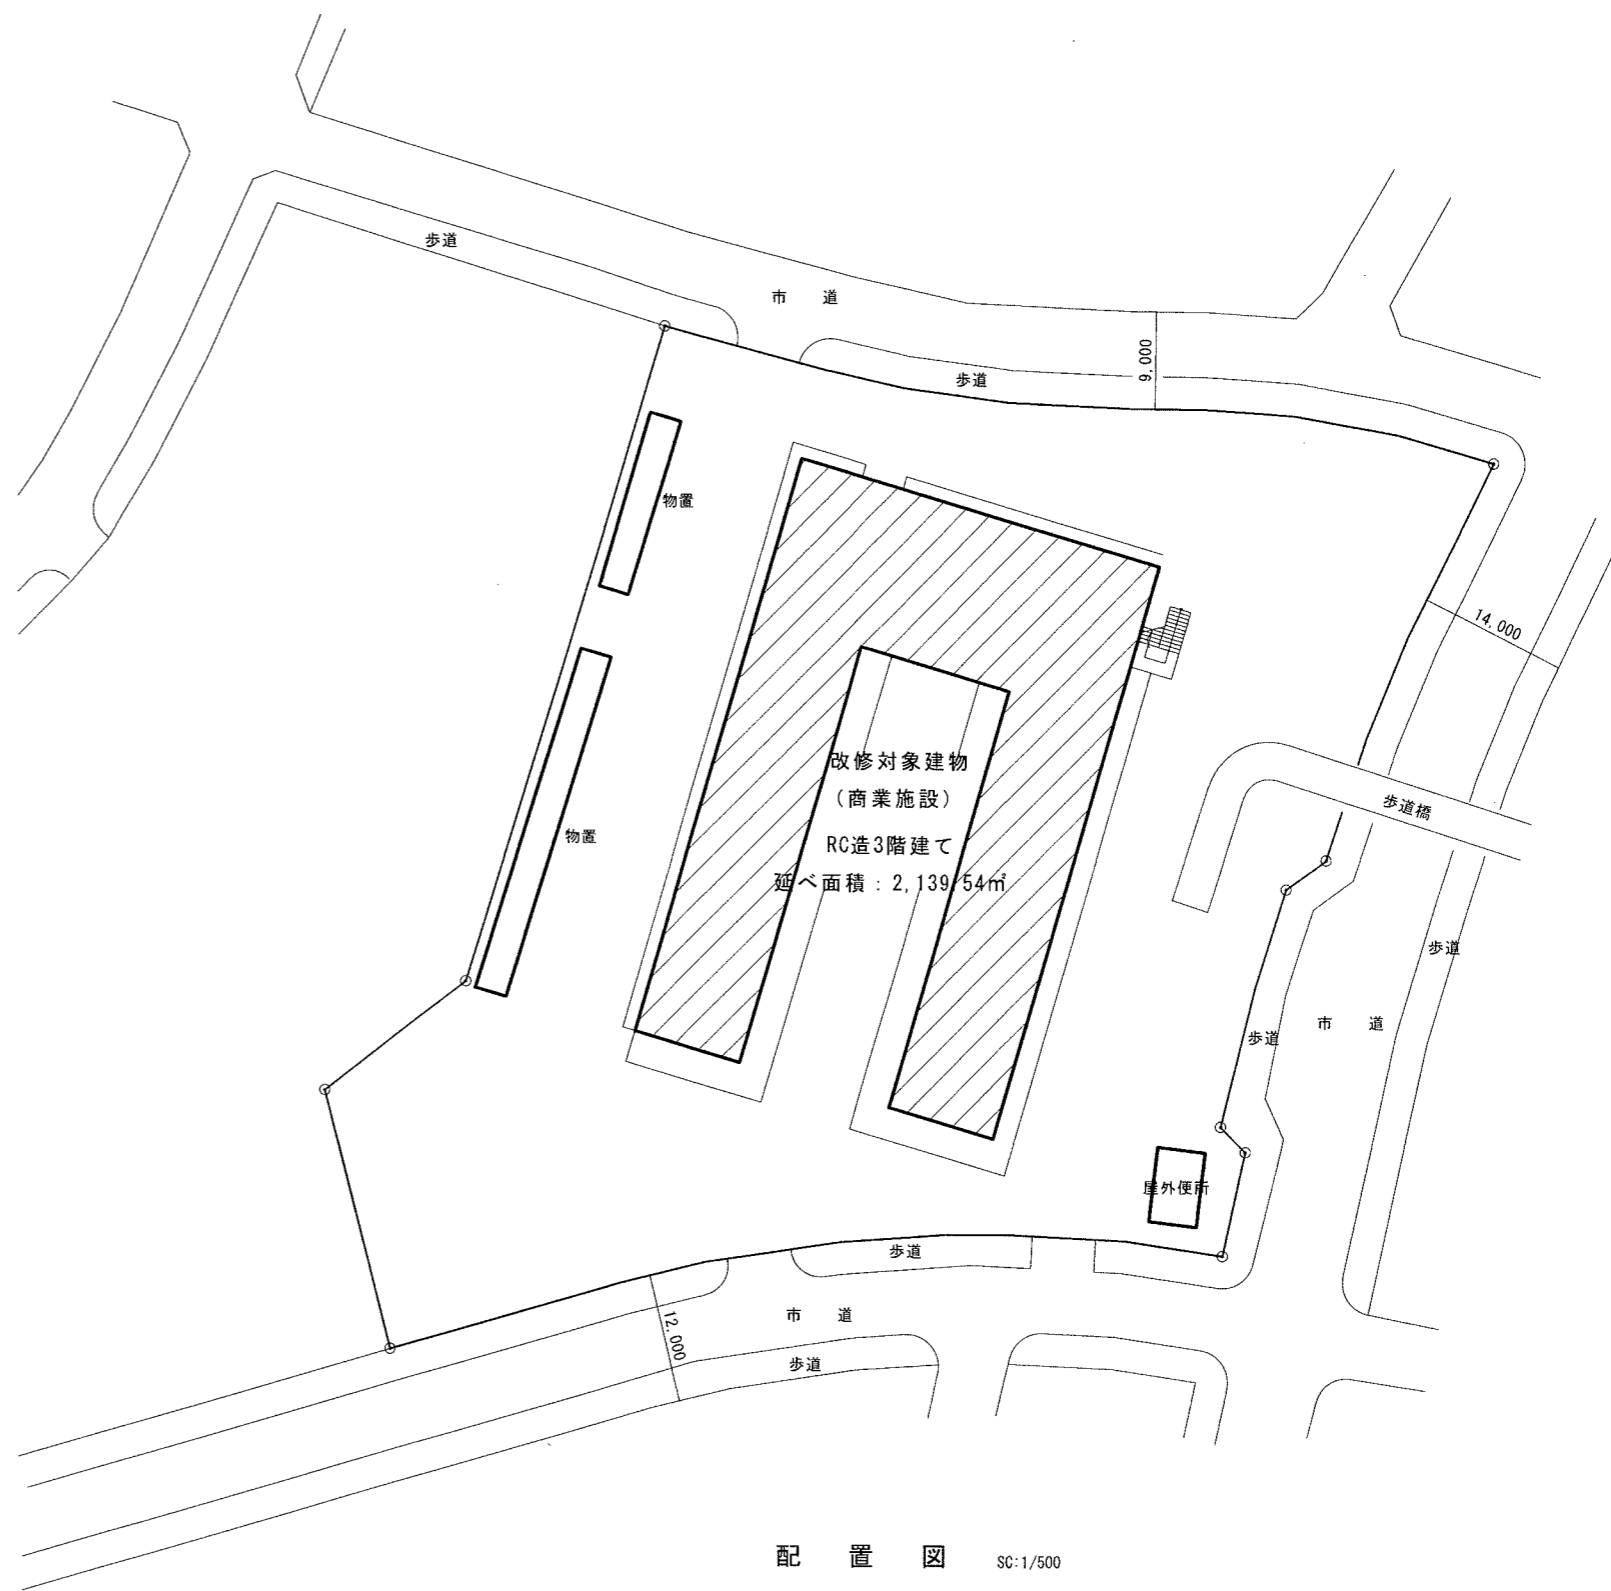 歩道
市 道
9,000
歩道
物置
14,000
改修対象建物
(商業施設)
歩道橋
物置
RC造3階建て
延べ面積：2,139.54㎡
歩道
市 道
歩道
屋外便所
歩道
市 道
12,000
歩道
配 置 図 SC:1/500